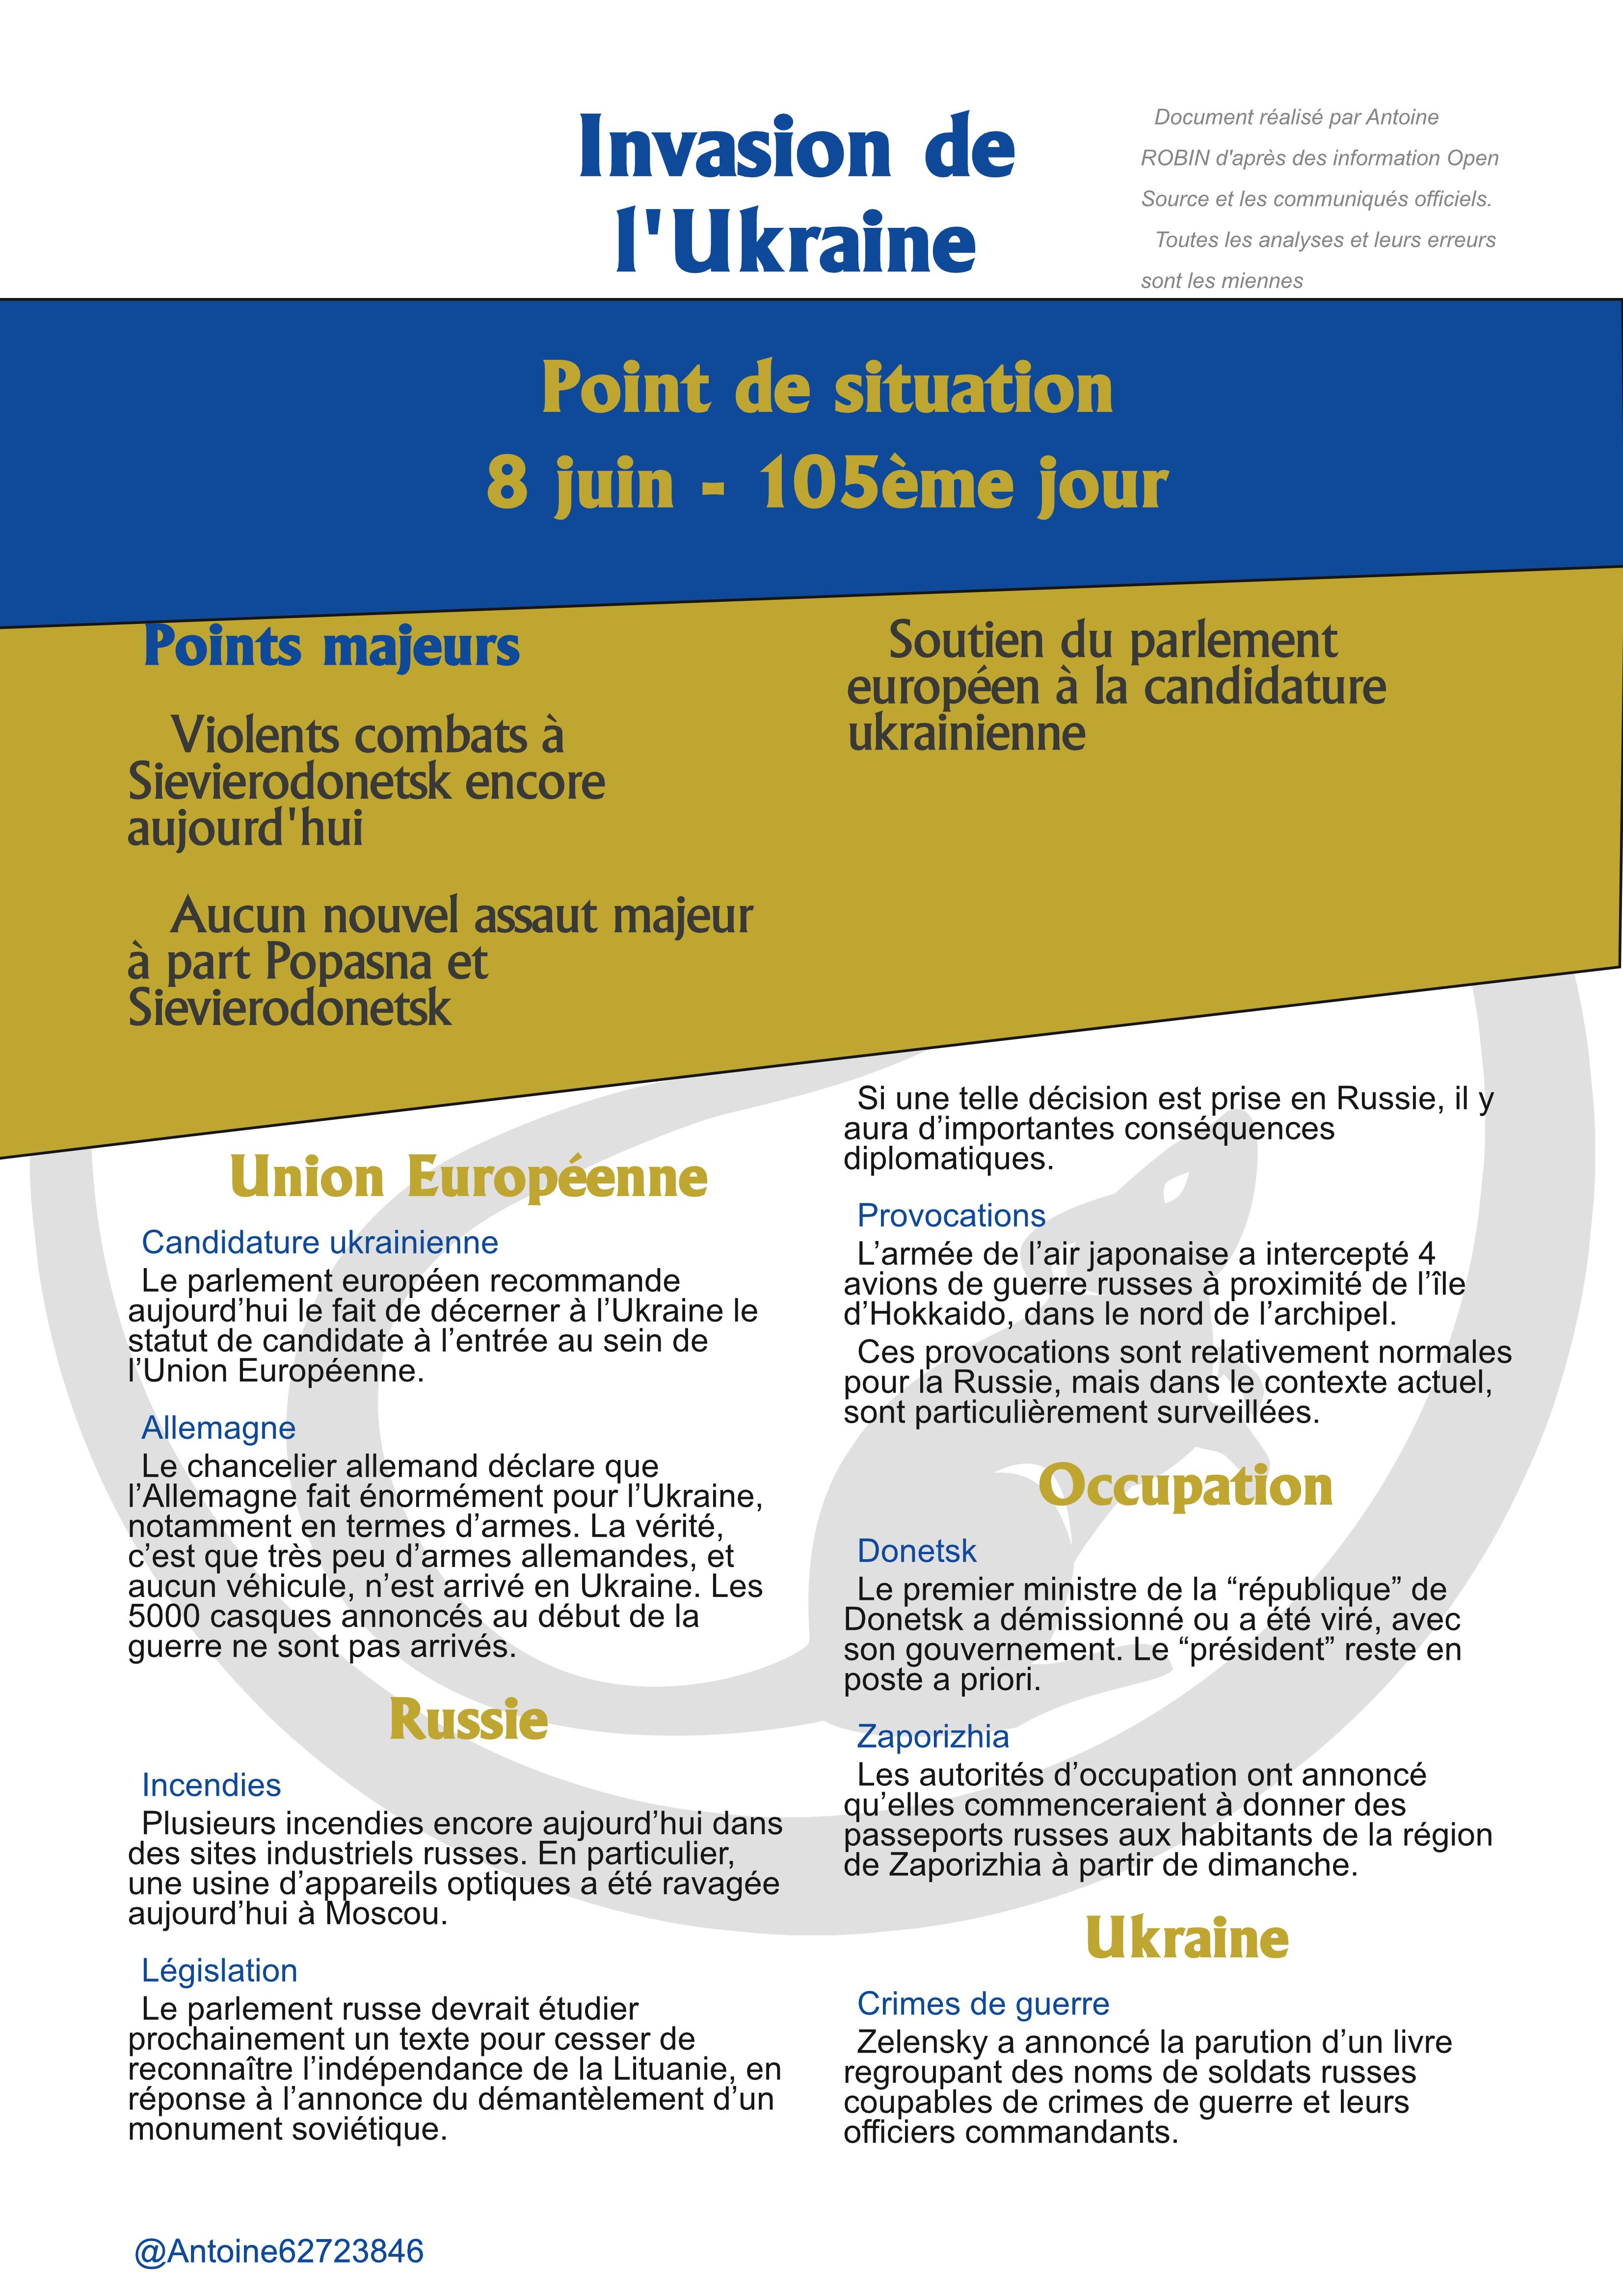 Invasion de
l'Ukraine
Document réalisé par Antoine
ROBIN d'après des information Open
Source et les communiqués officiels.
Toutes les analyses et leurs erreurs
sont les miennes
Point de situation
8 juin - 105ème jour
Points majeurs
Violents combats à
Sievierodonetsk encore
aujourd'hui
Aucun nouvel assaut majeur
à part Popasna et
Sievierodonetsk
Soutien du parlement
européen à la candidature
ukrainienne
Union Européenne
Candidature ukrainienne
Le parlement européen recommande
aujourd’hui le fait de décerner à l’Ukraine le
statut de candidate à l’entrée au sein de
l’Union Européenne.
Allemagne
Le chancelier allemand déclare que
l’Allemagne fait énormément pour l’Ukraine,
notamment en termes d’armes. La vérité,
c’est que très peu d’armes allemandes, et
aucun véhicule, n’est arrivé en Ukraine. Les
5000 casques annoncés au début de la
guerre ne sont pas arrivés.
Russie
Incendies
Plusieurs incendies encore aujourd’hui dans
des sites industriels russes. En particulier,
une usine d’appareils optiques a été ravagée
aujourd’hui à Moscou.
Législation
Le parlement russe devrait étudier
prochainement un texte pour cesser de
reconnaître l’indépendance de la Lituanie, en
réponse à l’annonce du démantèlement d’un
monument soviétique.
Si une telle décision est prise en Russie, il y
aura d’importantes conséquences
diplomatiques.
Provocations
L’armée de l’air japonaise a intercepté 4
avions de guerre russes à proximité de l’île
d’Hokkaido, dans le nord de l’archipel.
Ces provocations sont relativement normales
pour la Russie, mais dans le contexte actuel,
sont particulièrement surveillées.
Occupation
Donetsk
Le premier ministre de la “république” de
Donetsk a démissionné ou a été viré, avec
son gouvernement. Le “président” reste en
poste a priori.
Zaporizhia
Les autorités d’occupation ont annoncé
qu’elles commenceraient à donner des
passeports russes aux habitants de la région
de Zaporizhia à partir de dimanche.
Ukraine
Crimes de guerre
Zelensky a annoncé la parution d’un livre
regroupant des noms de soldats russes
coupables de crimes de guerre et leurs
officiers commandants.
@Antoine62723846